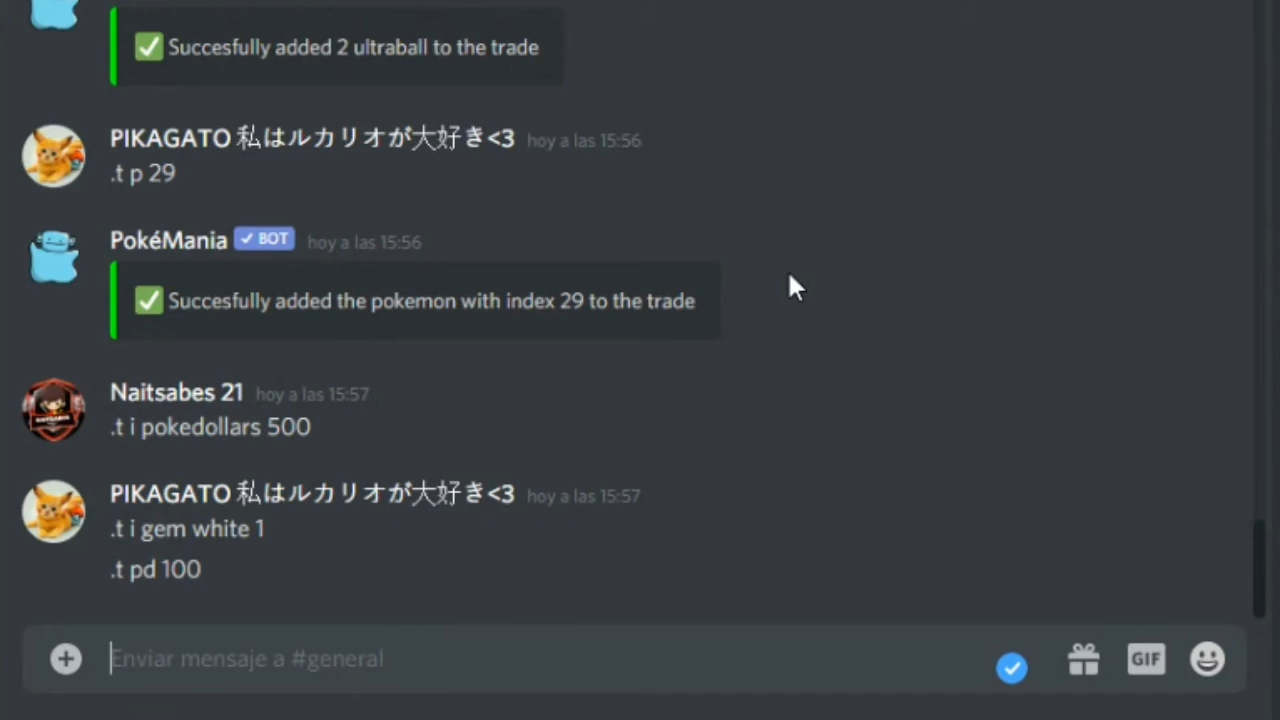 Succesfully added 2 ultraball to the trade
PIKAGATO 私はルカリオが大好き<3 hoy a las 15:56
.t p 29
PokéMania BOT hoy a las 15:56
Succesfully added the pokemon with index 29 to the trade
Naitsabes 21 hoy a las 15:57
.t i pokedollars 500
PIKAGATO 私はルカリオが大好き<3 hoy a las 15:57
.t i gem white 1
.t pd 100
Enviar mensaje a #general
GIF